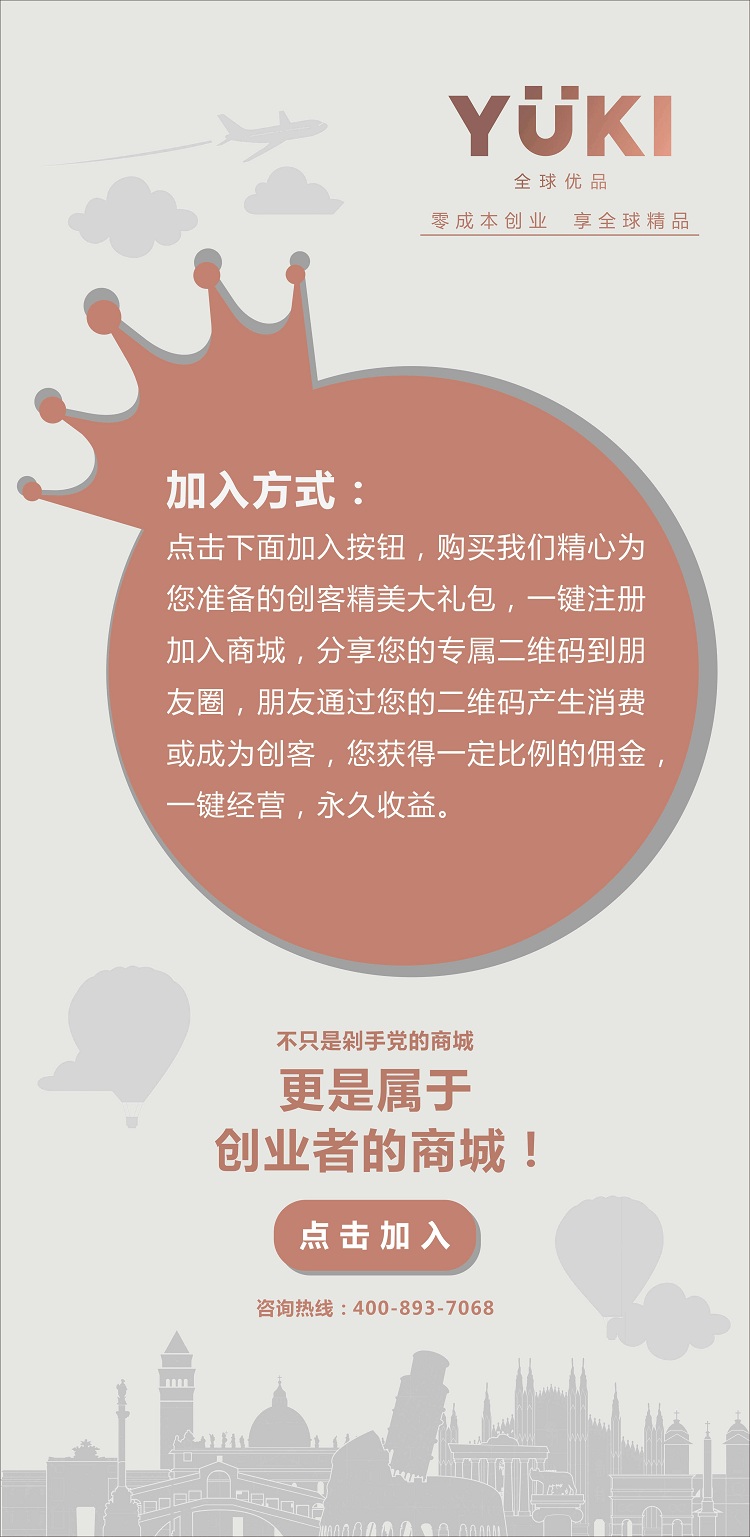 YÜKI
全球优品
零成本创业 享全球精品
加入方式：
点击下面加入按钮，购买我们精心为
您准备的创客精美大礼包，一键注册
加入商城，分享您的专属二维码到朋
友圈，朋友通过您的二维码产生消费
或成为创客，您获得一定比例的佣金，
一键经营，永久收益。
不只是剁手党的商城
更是属于
创业者的商城！
点击加入
咨询热线：400-893-7068